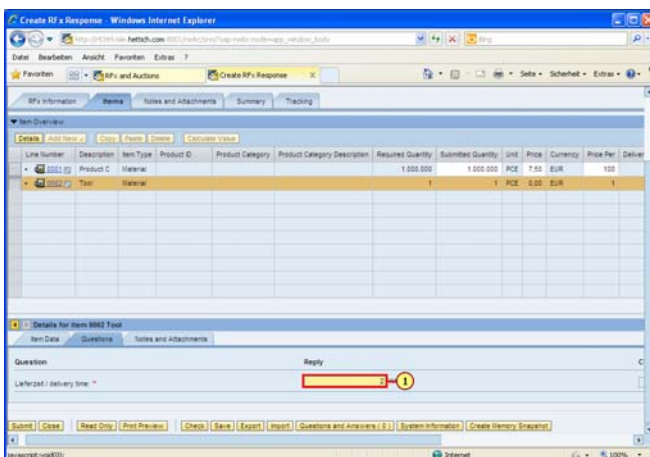 Create RFx Response - Windows Internet Explorer
hettich.com
Bing
Datei Bearbeiten Ansicht Favoriten Extras ?
Favoriten RFx and Auctions Create RFx Response Seite Sicherheit Extras
RFx Information Items Notes and Attachments Summary Tracking
Item Overview
Details Add New Copy Paste Delete Calculate Value
Line Number Description Item Type Product ID Product Category Product Category Description Required Quantity Submitted Quantity Unit Price Currency Price Per Deliver
0001 Product C Material 1.000.000 1.000.000 PCE 7,50 EUR 100
0002 Tool Material 1 1 PCE 0,00 EUR 1
Details for item 0002 Tool
Item Data Questions Notes and Attachments
Question Reply C
Lieferzeit / delivery time: * 2 1
Submit Close Read Only Print Preview Check Save Export Import Questions and Answers ( 0 ) System Information Create Memory Snapshot
javascript:void(0); Internet 100%